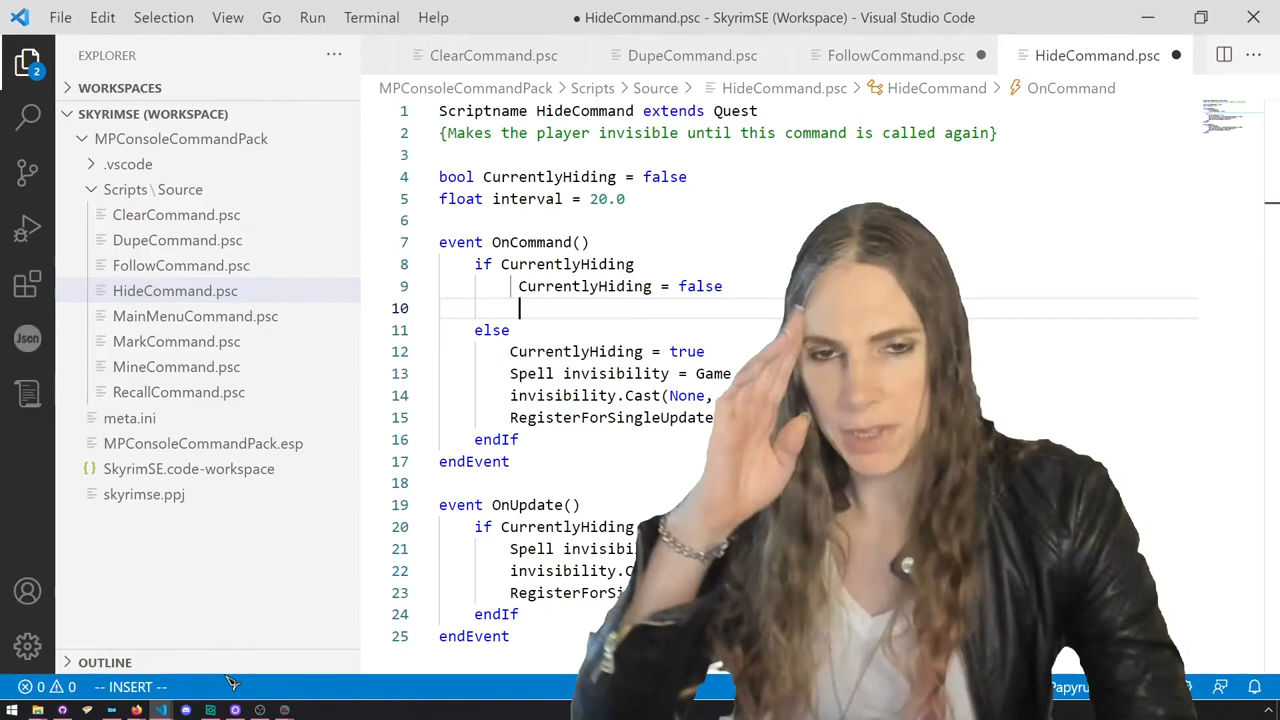 File Edit Selection View Go Run Terminal Help
● HideCommand.psc - SkyrimSE (Workspace) - Visual Studio Code
EXPLORER
ClearCommand.psc DupeCommand.psc FollowCommand.psc HideCommand.psc
MPConsoleCommandPack > Scripts > Source > HideCommand.psc > HideCommand > OnCommand
WORKSPACES
SKYRIMSE (WORKSPACE)
MPConsoleCommandPack
.vscode
Scripts \ Source
ClearCommand.psc
DupeCommand.psc
FollowCommand.psc
HideCommand.psc
MainMenuCommand.psc
MarkCommand.psc
MineCommand.psc
RecallCommand.psc
meta.ini
MPConsoleCommandPack.esp
{} SkyrimSE.code-workspace
skyrimse.ppj
OUTLINE
2
Json
1 Scriptname HideCommand extends Quest
2 {Makes the player invisible until this command is called again}
3
4 bool CurrentlyHiding = false
5 float interval = 20.0
6
7 event OnCommand()
8 if CurrentlyHiding
9 CurrentlyHiding = false
10
11 else
12 CurrentlyHiding = true
13 Spell invisibility = Game
14 invisibility.Cast(None,
15 RegisterForSingleUpdate
16 endIf
17 endEvent
18
19 event OnUpdate()
20 if CurrentlyHiding
21 Spell invisibi
22 invisibility.C
23 RegisterForSi
24 endIf
25 endEvent
0 0 -- INSERT -- Papyru